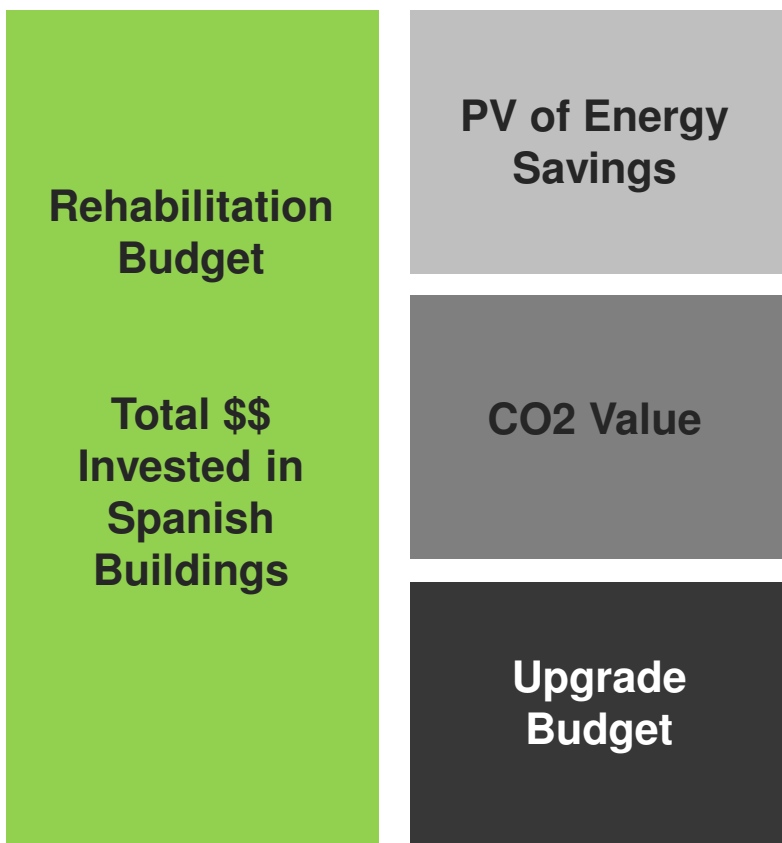 Rehabilitation
Budget
Total $$
Invested in
Spanish
Buildings
PV of Energy
Savings
CO2 Value
Upgrade
Budget